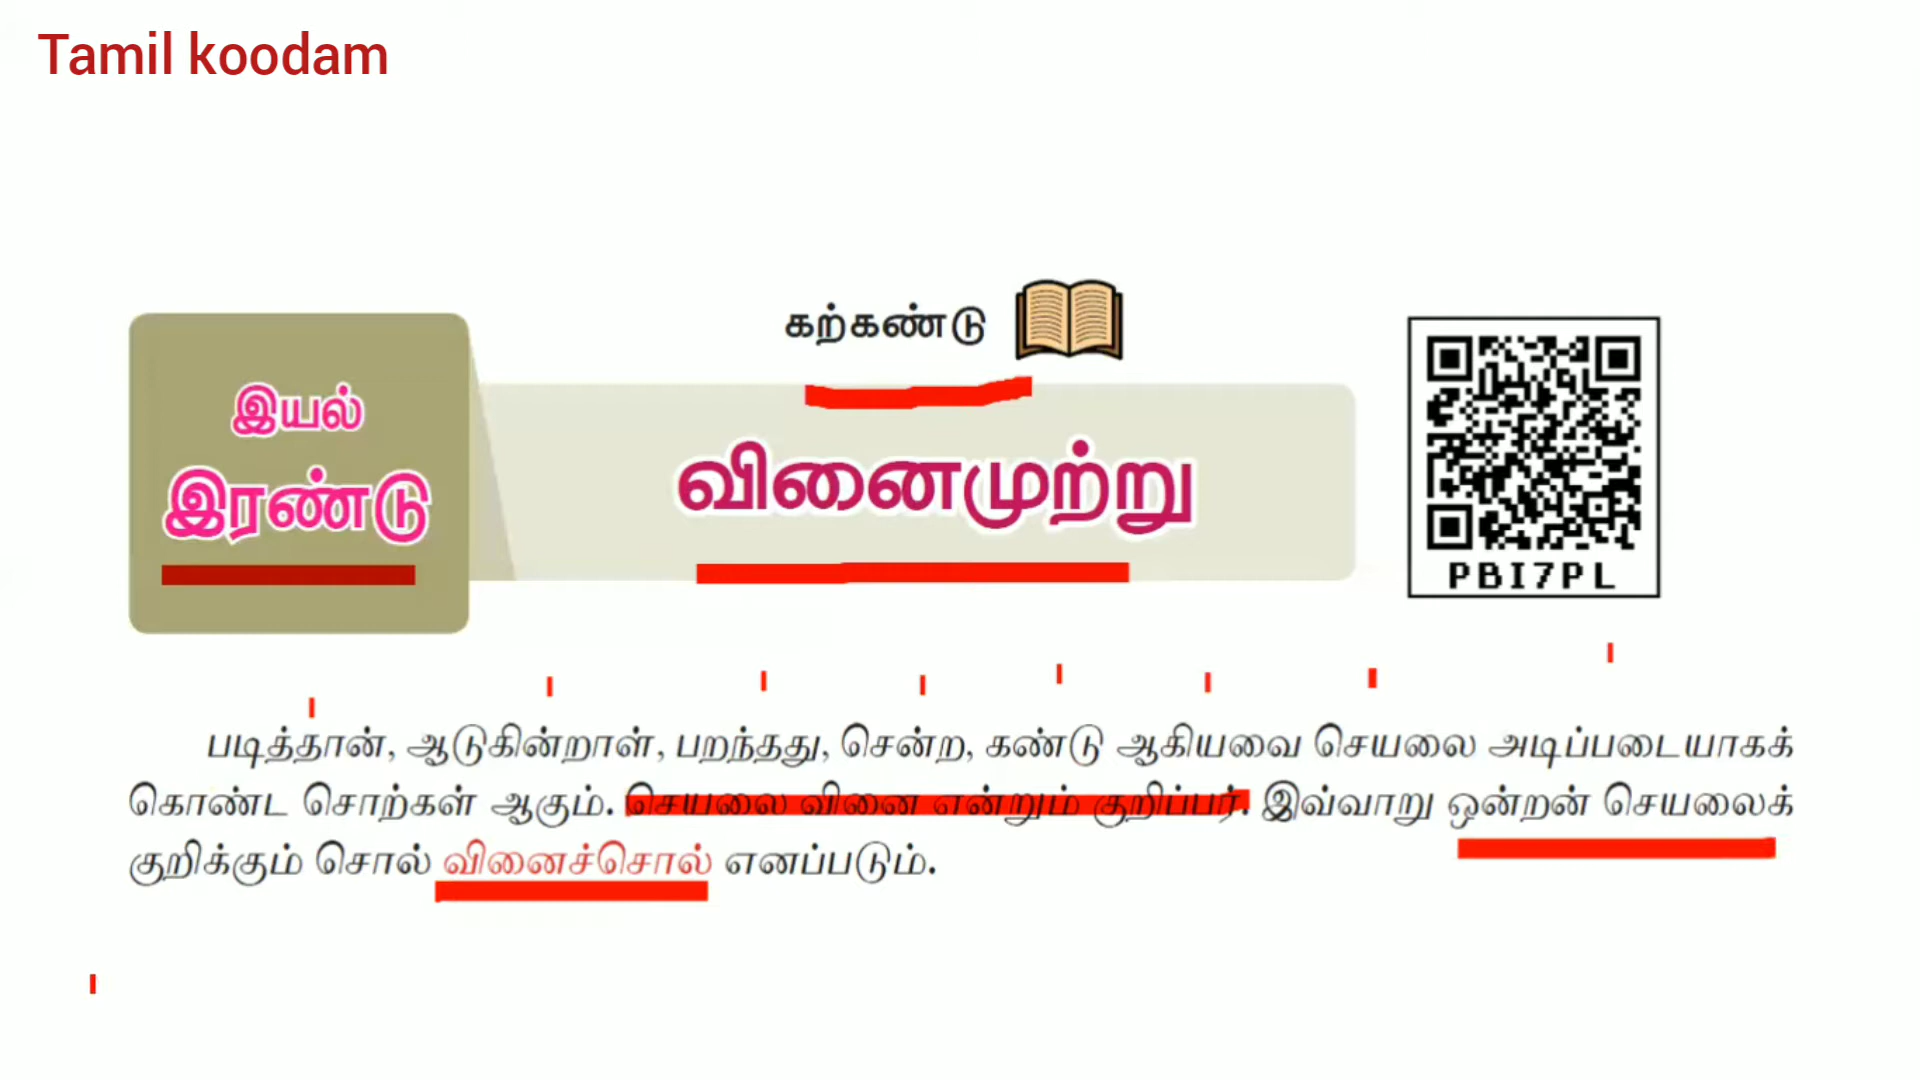 Tamil koodam
கற்கண்டு
இயல்
இரண்டு
வினைமுற்று
PBI7PL
படித்தான், ஆடுகின்றாள், பறந்தது, சென்ற, கண்டு ஆகியவை செயலை அடிப்படையாகக்
கொண்ட சொற்கள் ஆகும். செயலை வினை என்றும் குறிப்பர். இவ்வாறு ஒன்றன் செயலைக்
குறிக்கும் சொல் வினைச்சொல் எனப்படும்.